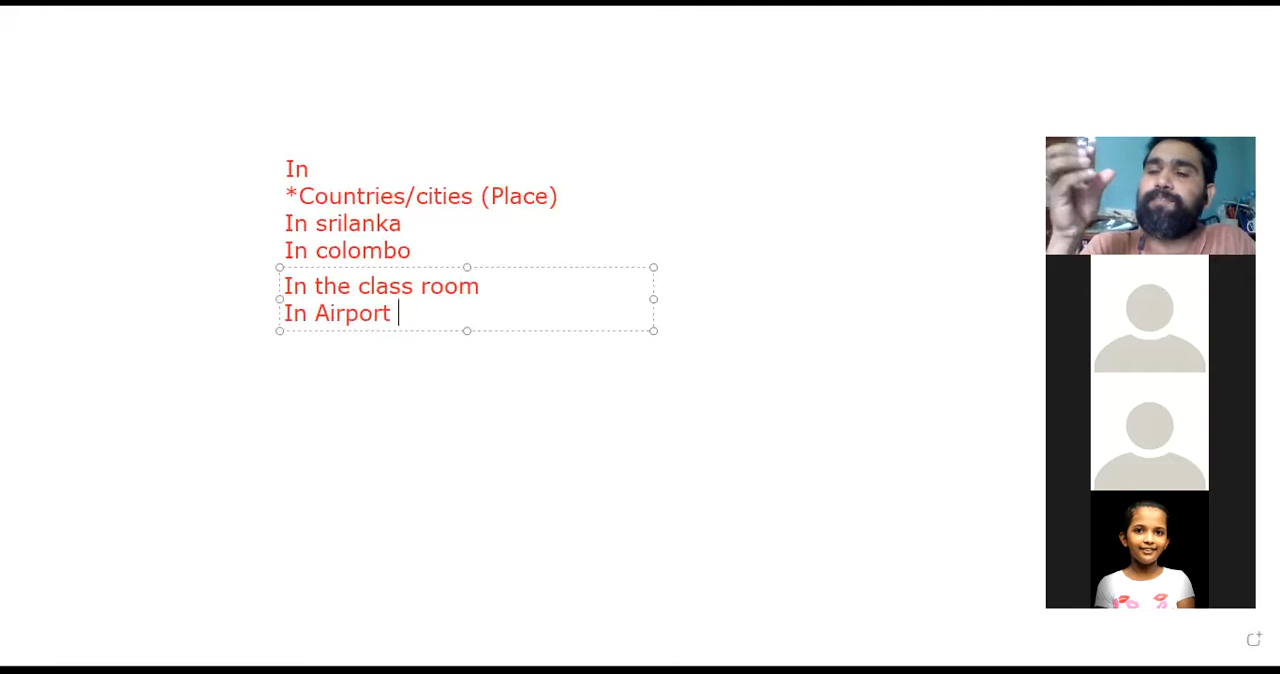 In
*Countries/cities (Place)
In srilanka
In colombo
In the class room
In Airport